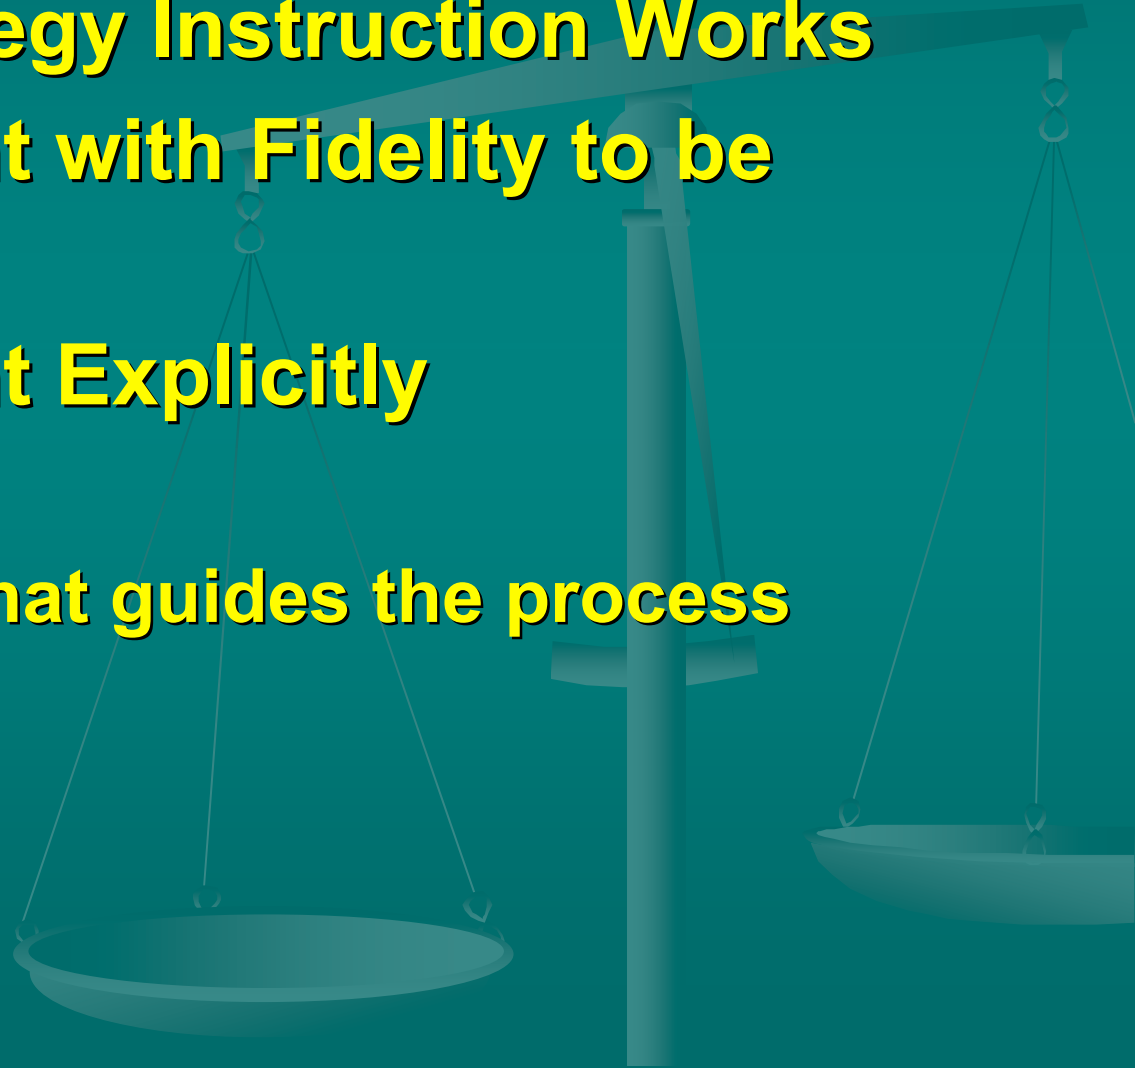 egy Instruction Works
t with Fidelity to be
t Explicitly
hat guides the process